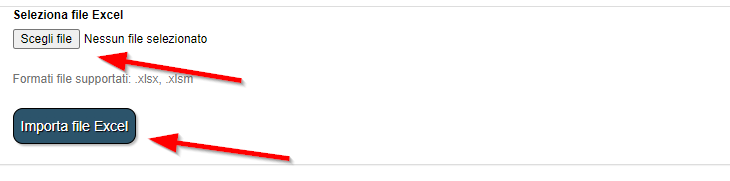 Seleziona file Excel
Scegli file Nessun file selezionato
Formati file supportati: .xlsx, .xlsm
Importa file Excel